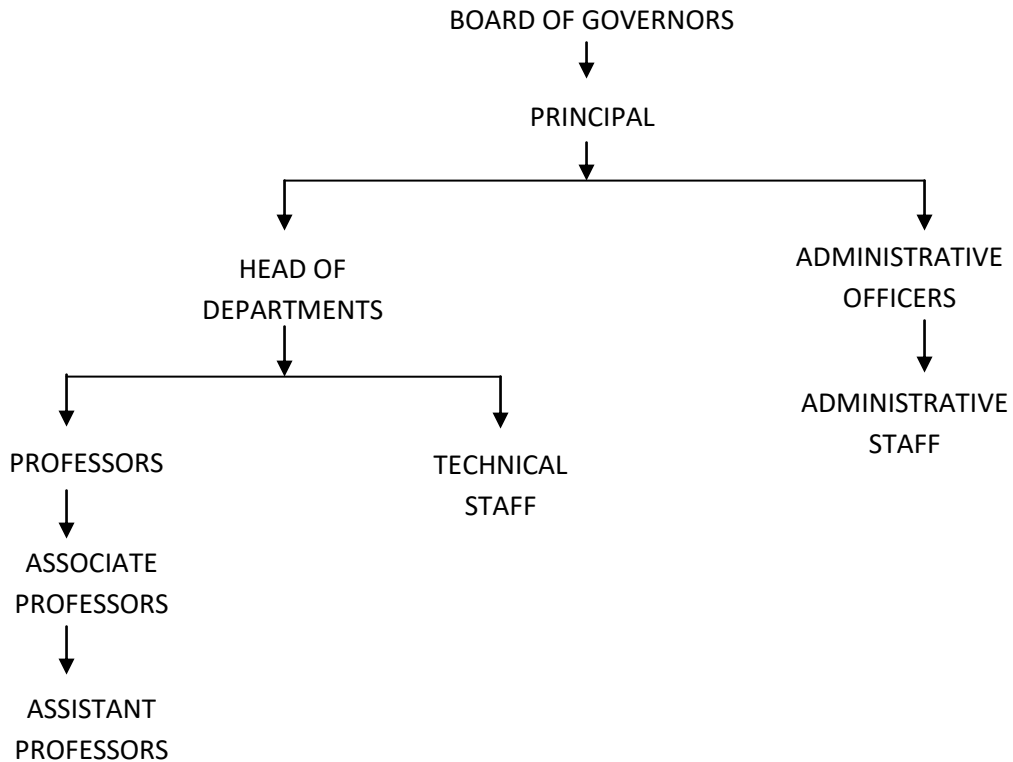 BOARD OF GOVERNORS
PRINCIPAL
HEAD OF
DEPARTMENTS
ADMINISTRATIVE
OFFICERS
PROFESSORS
TECHNICAL
STAFF
ADMINISTRATIVE
STAFF
ASSOCIATE
PROFESSORS
ASSISTANT
PROFESSORS